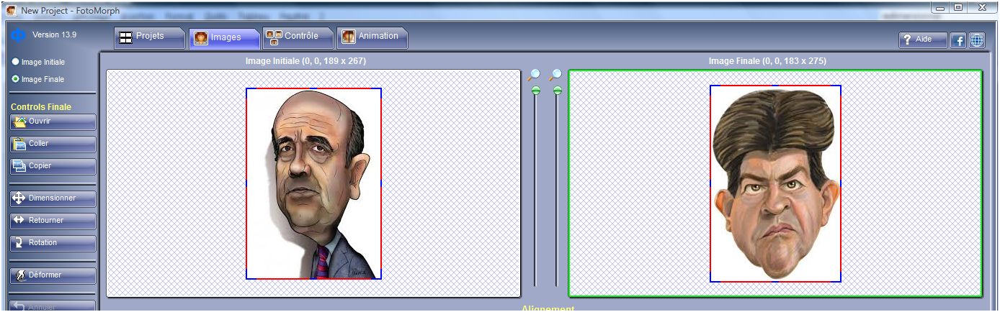 New Project - FotoMorph
Version 13.9
Projets
Images
Contrôle
Animation
Aide
Image Initiale
Image Finale
Image Initiale (0, 0, 189 x 267)
Image Finale (0, 0, 183 x 275)
Controls Finale
Ouvrir
Coller
Copier
Dimensionner
Retourner
Rotation
Déformer
Annuler
Alignement